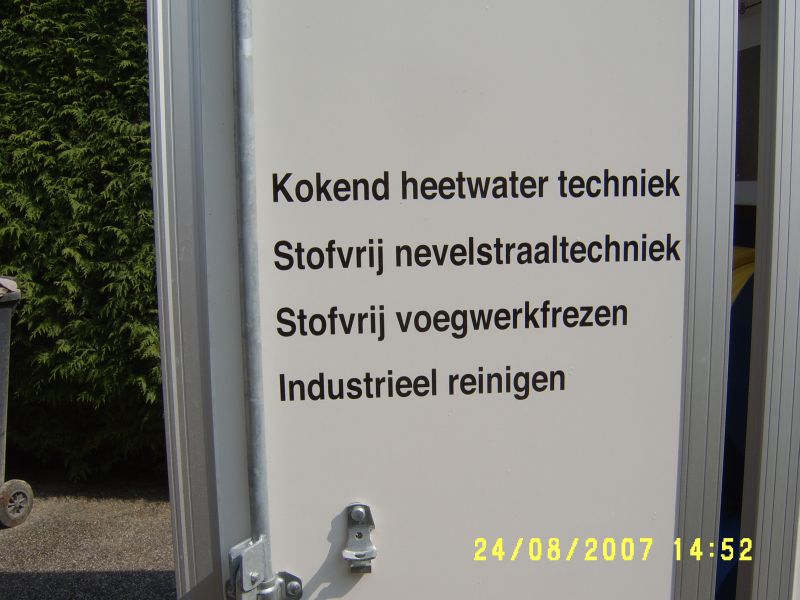 Kokend heetwater techniek
Stofvrij nevelstraaltechniek
Stofvrij voegwerkfrezen
Industrieel reinigen
24/08/2007 14:52